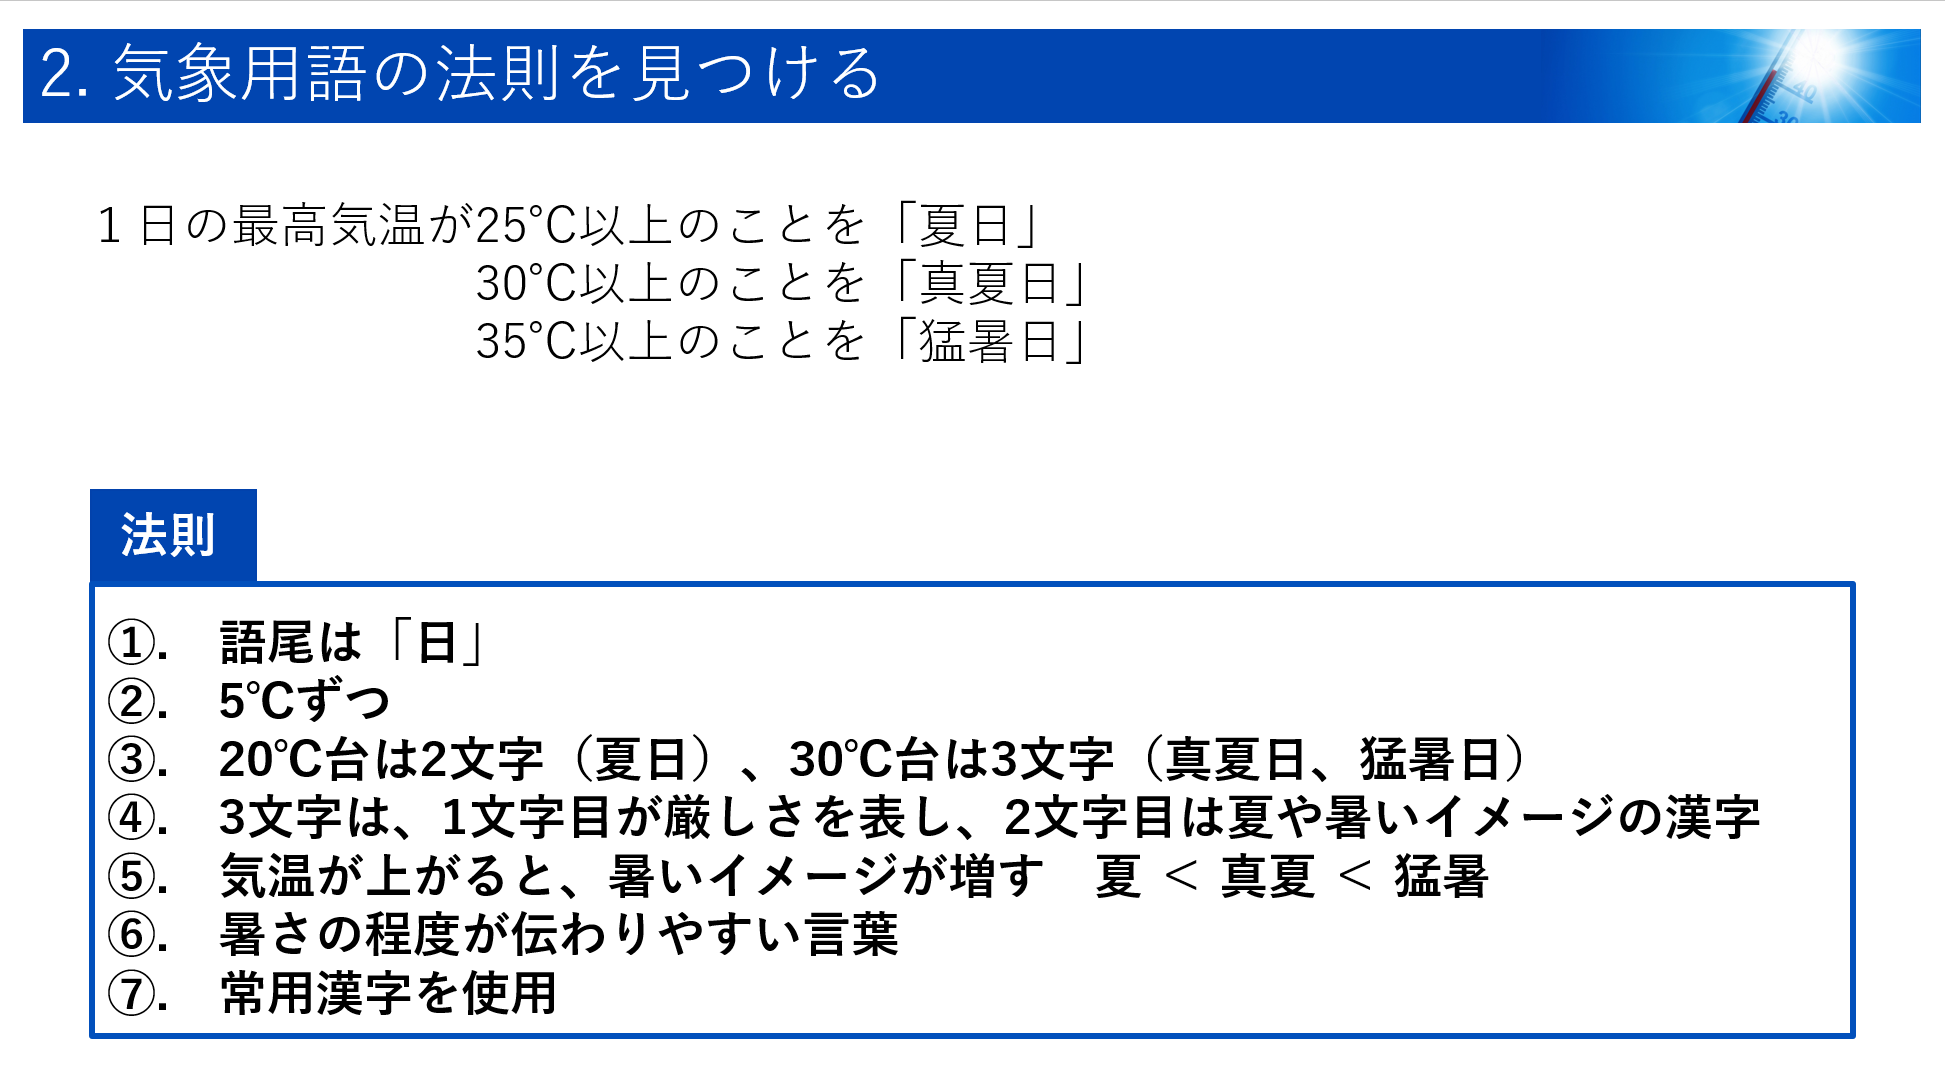 2. 気象用語の法則を見つける
40
30
１日の最高気温が25℃以上のことを「夏日」
30℃以上のことを「真夏日」
35℃以上のことを「猛暑日」
法則
①. 語尾は「日」
②. 5℃ずつ
③. 20℃台は2文字（夏日）、30℃台は3文字（真夏日、猛暑日）
④. 3文字は、1文字目が厳しさを表し、2文字目は夏や暑いイメージの漢字
⑤. 気温が上がると、暑いイメージが増す　夏 ＜ 真夏 ＜ 猛暑
⑥. 暑さの程度が伝わりやすい言葉
⑦. 常用漢字を使用